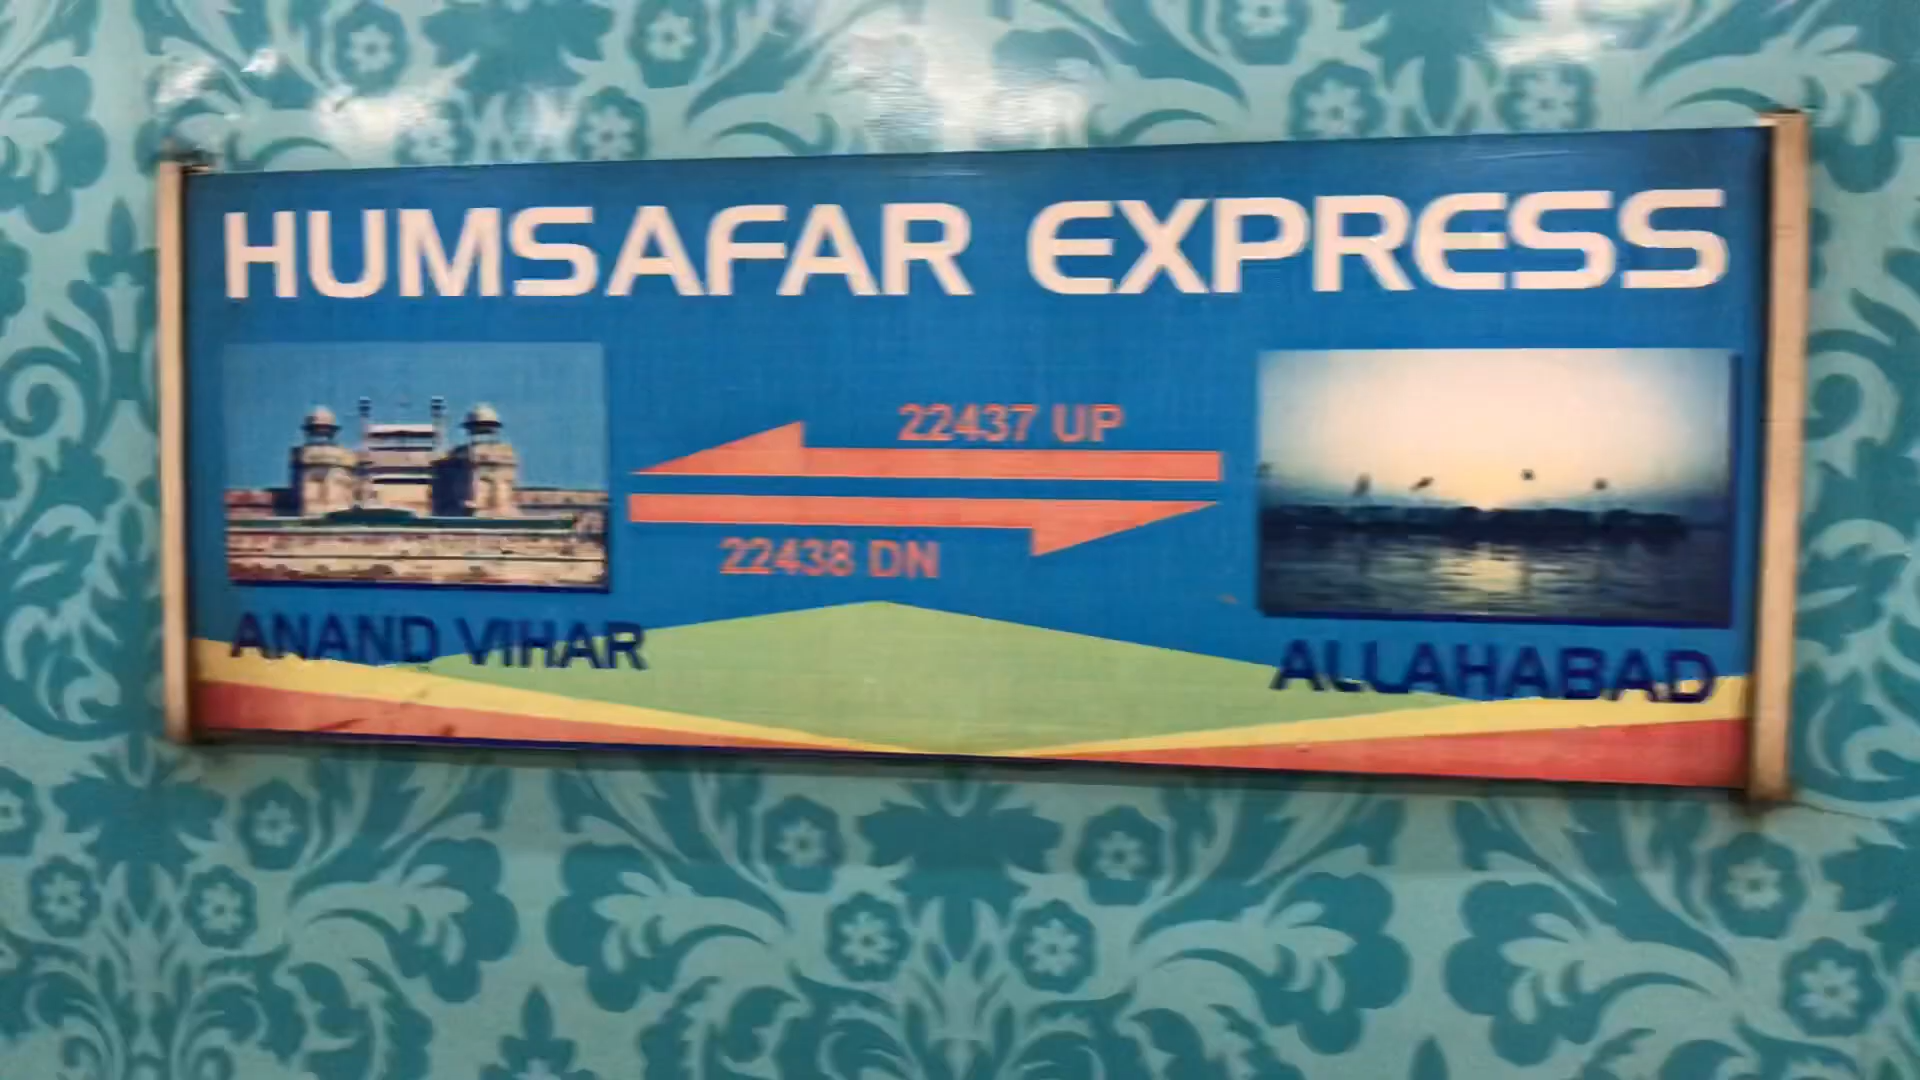 HUMSAFAR EXPRESS
22437 UP
22438 DN
ANAND VIHAR
ALLAHABAD